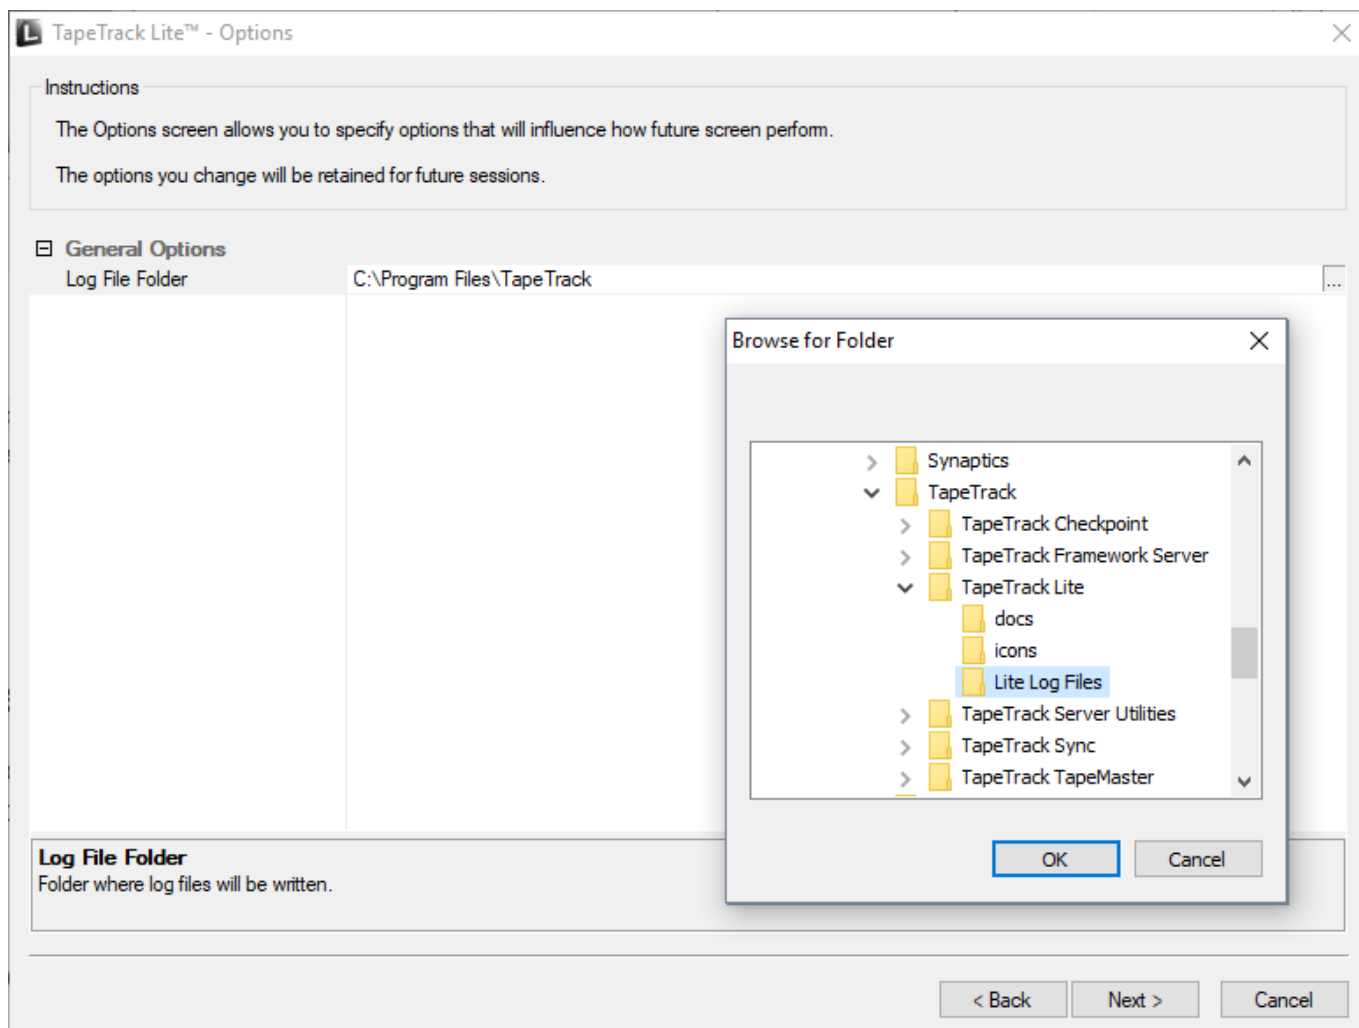 TapeTrack Lite™ - Options
Instructions
The Options screen allows you to specify options that will influence how future screen perform.
The options you change will be retained for future sessions.
General Options
Log File Folder
C:\Program Files\TapeTrack
...
Browse for Folder
Synaptics
TapeTrack
TapeTrack Checkpoint
TapeTrack Framework Server
TapeTrack Lite
docs
icons
Lite Log Files
TapeTrack Server Utilities
TapeTrack Sync
TapeTrack TapeMaster
OK
Cancel
Log File Folder
Folder where log files will be written.
< Back
Next >
Cancel